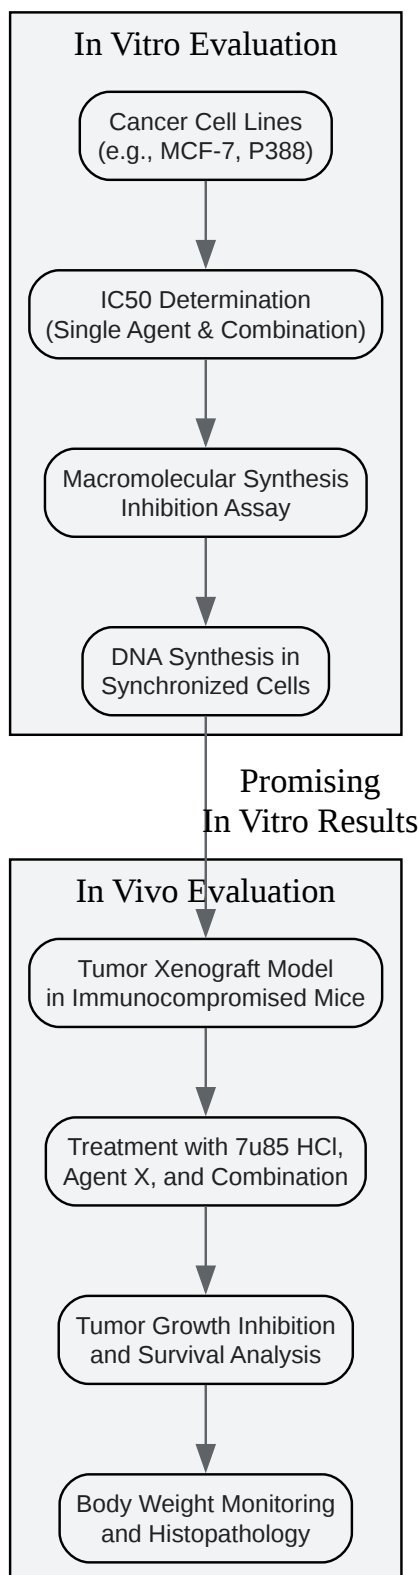 In Vitro Evaluation
Cancer Cell Lines
(e.g., MCF-7, P388)
IC50 Determination
(Single Agent & Combination)
Macromolecular Synthesis
Inhibition Assay
DNA Synthesis in
Synchronized Cells
Promising
In Vitro Results
In Vivo Evaluation
Tumor Xenograft Model
in Immunocompromised Mice
Treatment with 7u85 HCl,
Agent X, and Combination
Tumor Growth Inhibition
and Survival Analysis
Body Weight Monitoring
and Histopathology